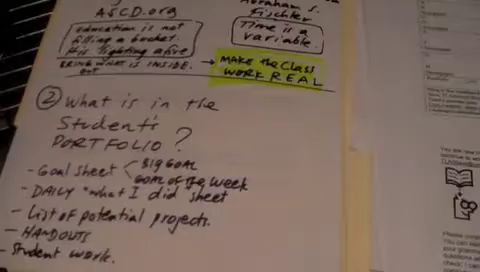 ASCD.org
Abraham S.
Fischler
education is not
filling a bucket.
It is lighting a fire
Time is a
variable.
BRING WHAT IS INSIDE.
OUT
→ MAKE the Class
WORK REAL
② What is in the
Student's
PORTFOLIO?
- Goal sheet < BIG GOAL
GOAL OF the Week
- DAILY "what I did sheet
- List of potential projects.
- HANDOUTS
- Student work.